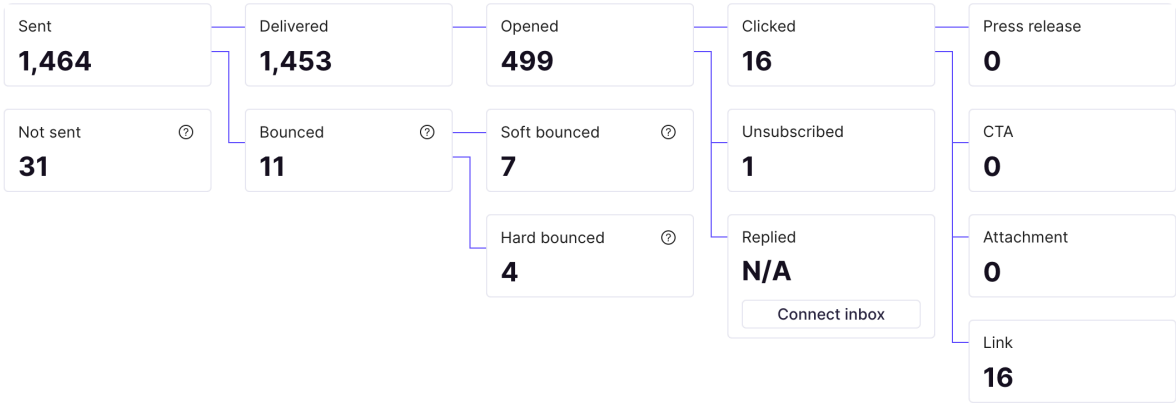 Sent
1,464
Delivered
1,453
Opened
499
Clicked
16
Press release
0
Not sent
31
Bounced
11
Soft bounced
7
Unsubscribed
1
CTA
0
Hard bounced
4
Replied
N/A
Connect inbox
Attachment
0
Link
16